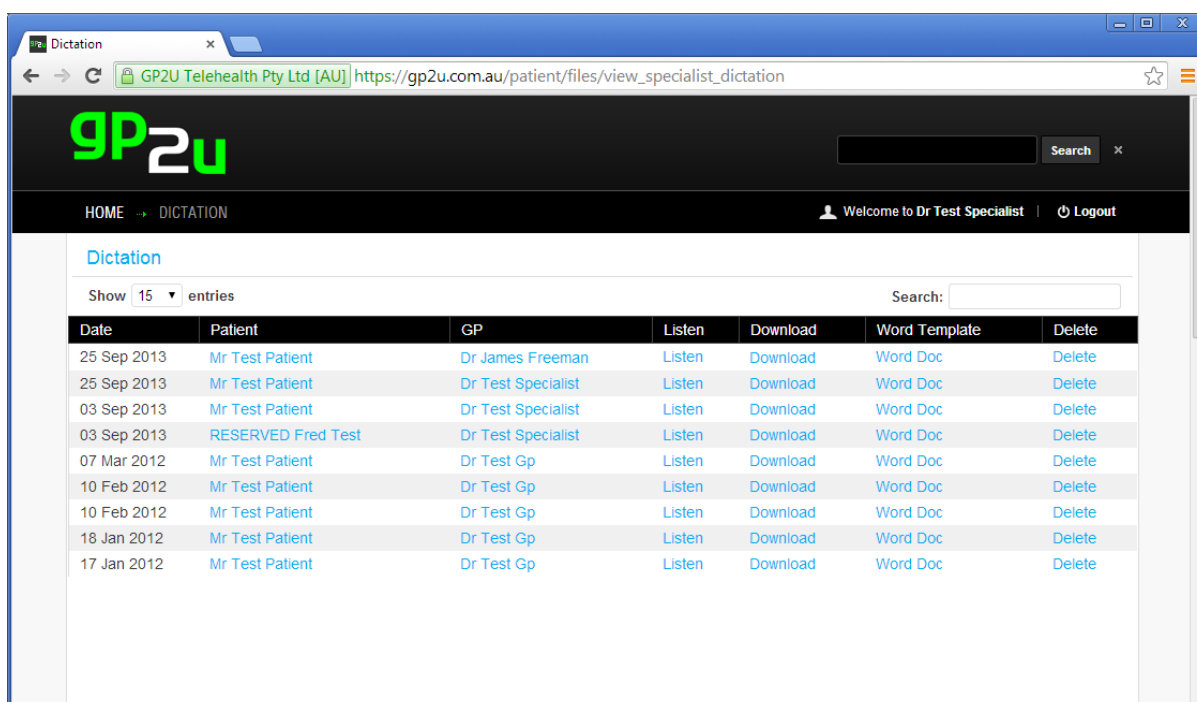 Dictation
GP2U Telehealth Pty Ltd [AU] https://gp2u.com.au/patient/files/view_specialist_dictation
gp2u
Search
HOME DICTATION Welcome to Dr Test Specialist | Logout
Dictation
Show 15 entries Search:
Date Patient GP Listen Download Word Template Delete
25 Sep 2013 Mr Test Patient Dr James Freeman Listen Download Word Doc Delete
25 Sep 2013 Mr Test Patient Dr Test Specialist Listen Download Word Doc Delete
03 Sep 2013 Mr Test Patient Dr Test Specialist Listen Download Word Doc Delete
03 Sep 2013 RESERVED Fred Test Dr Test Specialist Listen Download Word Doc Delete
07 Mar 2012 Mr Test Patient Dr Test Gp Listen Download Word Doc Delete
10 Feb 2012 Mr Test Patient Dr Test Gp Listen Download Word Doc Delete
10 Feb 2012 Mr Test Patient Dr Test Gp Listen Download Word Doc Delete
18 Jan 2012 Mr Test Patient Dr Test Gp Listen Download Word Doc Delete
17 Jan 2012 Mr Test Patient Dr Test Gp Listen Download Word Doc Delete